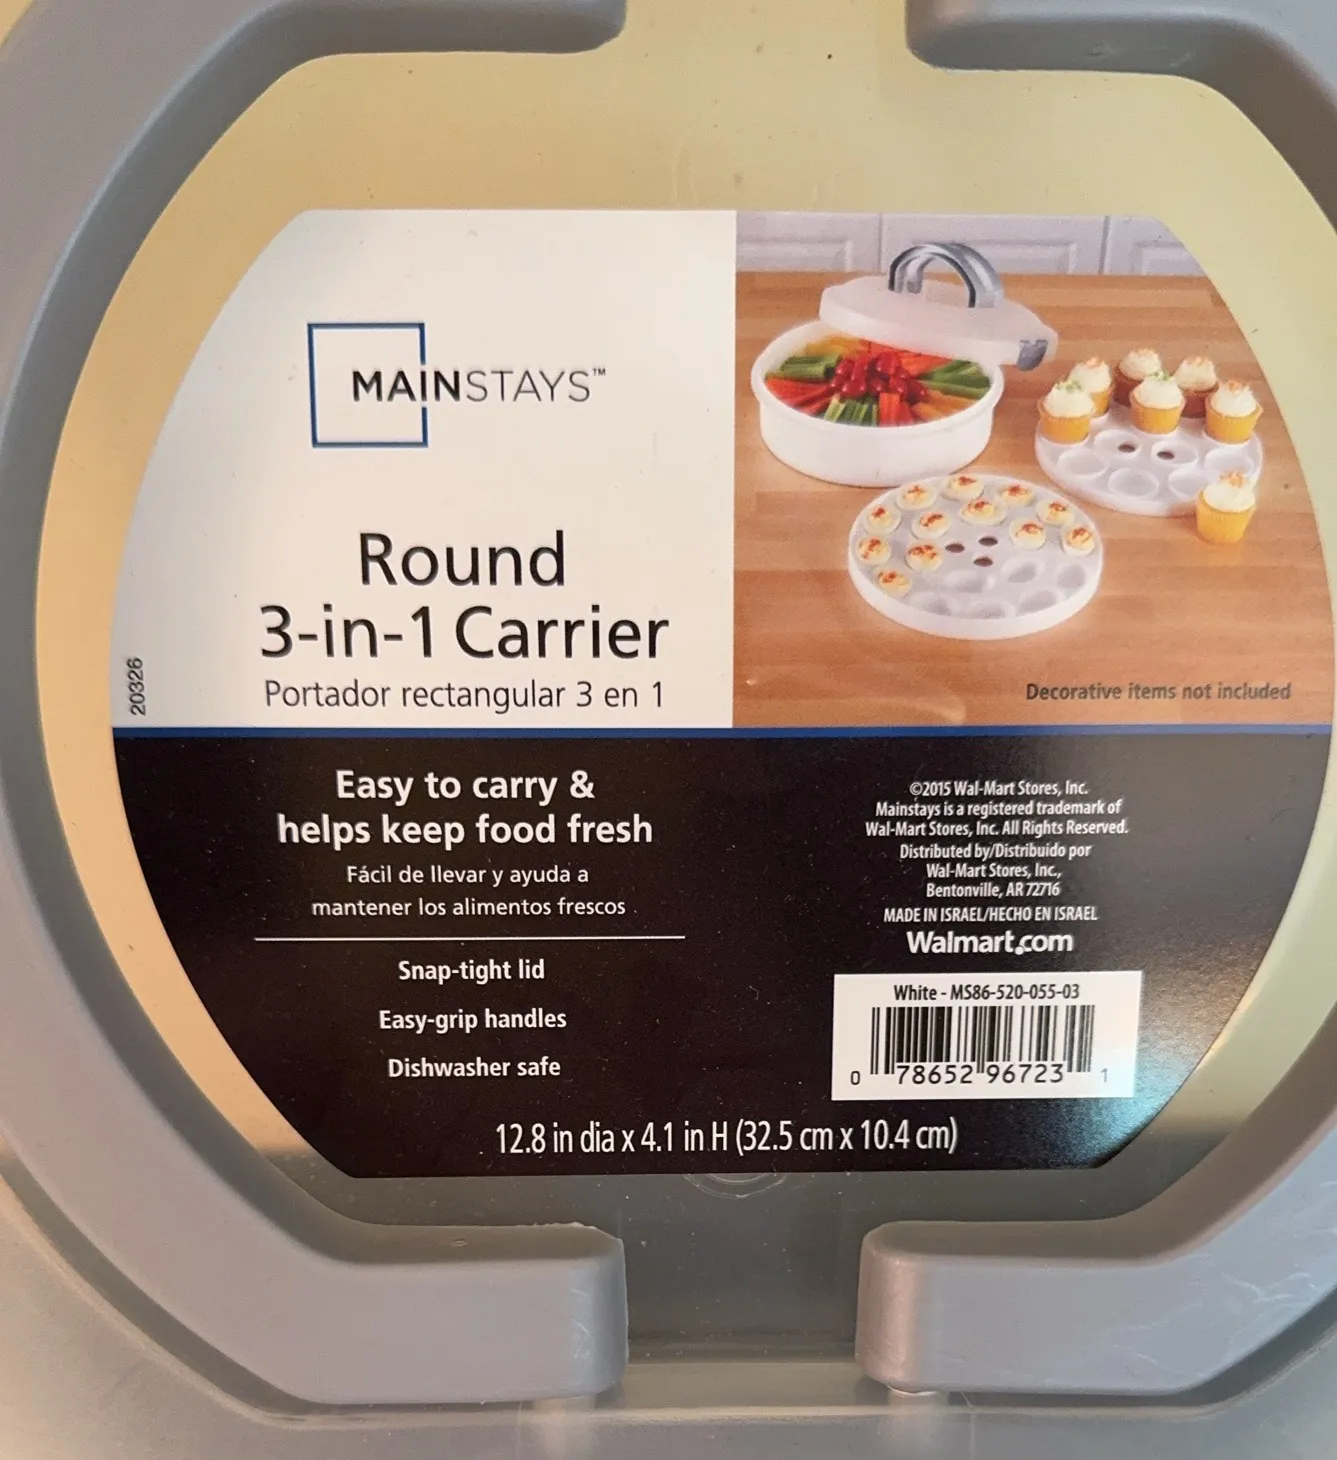 MAINSTAYS™
Round
3-in-1 Carrier
Portador rectangular 3 en 1
20326
Decorative items not included
Easy to carry &
helps keep food fresh
Fácil de llevar y ayuda a
mantener los alimentos frescos
Snap-tight lid
Easy-grip handles
Dishwasher safe
©2015 Wal-Mart Stores, Inc.
Mainstays is a registered trademark of
Wal-Mart Stores, Inc. All Rights Reserved.
Distributed by/Distribuido por
Wal-Mart Stores, Inc.,
Bentonville, AR 72716
MADE IN ISRAEL/HECHO EN ISRAEL
Walmart.com
White - MS86-520-055-03
0 78652 96723 1
12.8 in dia x 4.1 in H (32.5 cm x 10.4 cm)